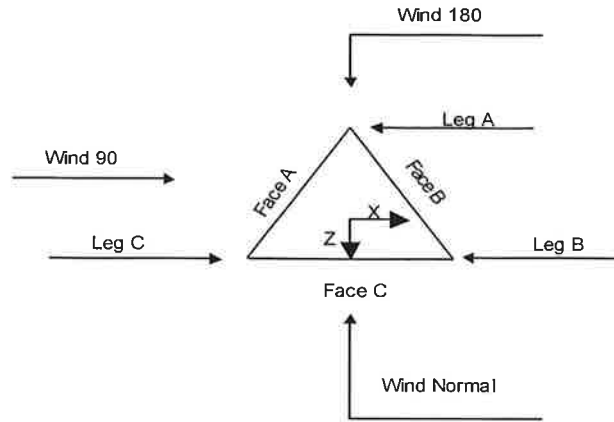 Wind 180
Leg A
Wind 90
Face A
Face B
X
Z
Leg C
Leg B
Face C
Wind Normal